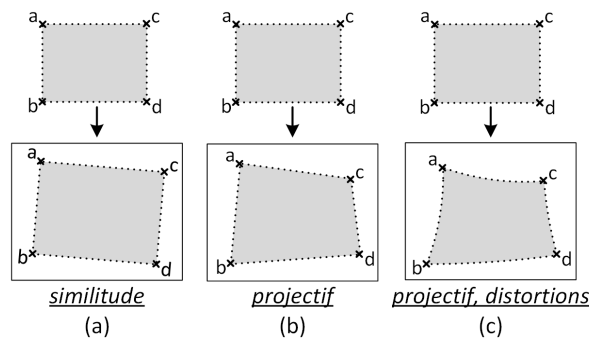 a c a c a c
b d b d b d
a c a c a c
b d b d b d
similitude projectif projectif, distortions
(a) (b) (c)